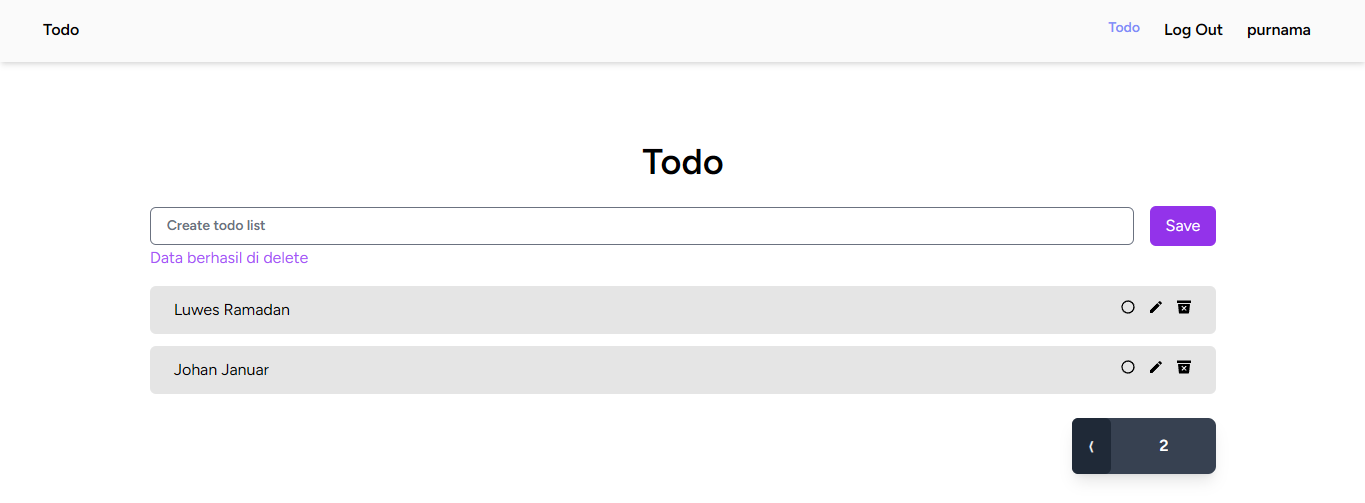 Todo Todo Log Out purnama
Todo
Create todo list Save
Data berhasil di delete
Luwes Ramadan
Johan Januar
⟨ 2